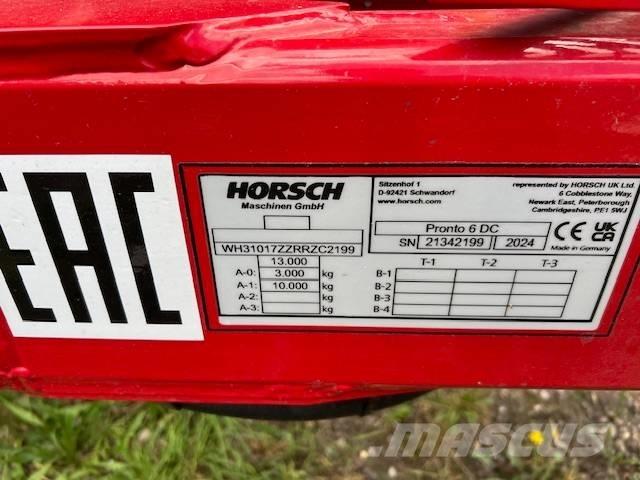 EAC
HORSCH
Maschinen GmbH
Sitzenhof 1
D-92421 Schwandorf
www.horsch.com
represented by HORSCH UK Ltd.
6 Cobblestone Way,
Newark East, Peterborough
Cambridgeshire, PE1 5WJ
Pronto 6 DC
SN 21342199 2024
CE UK CA
Made in Germany
WH31017ZZRRZC2199
13.000
A-0: 3.000 kg
A-1: 10.000 kg
A-2: kg
A-3: kg
T-1 T-2 T-3
B-1
B-2
B-3
B-4
MASCUS